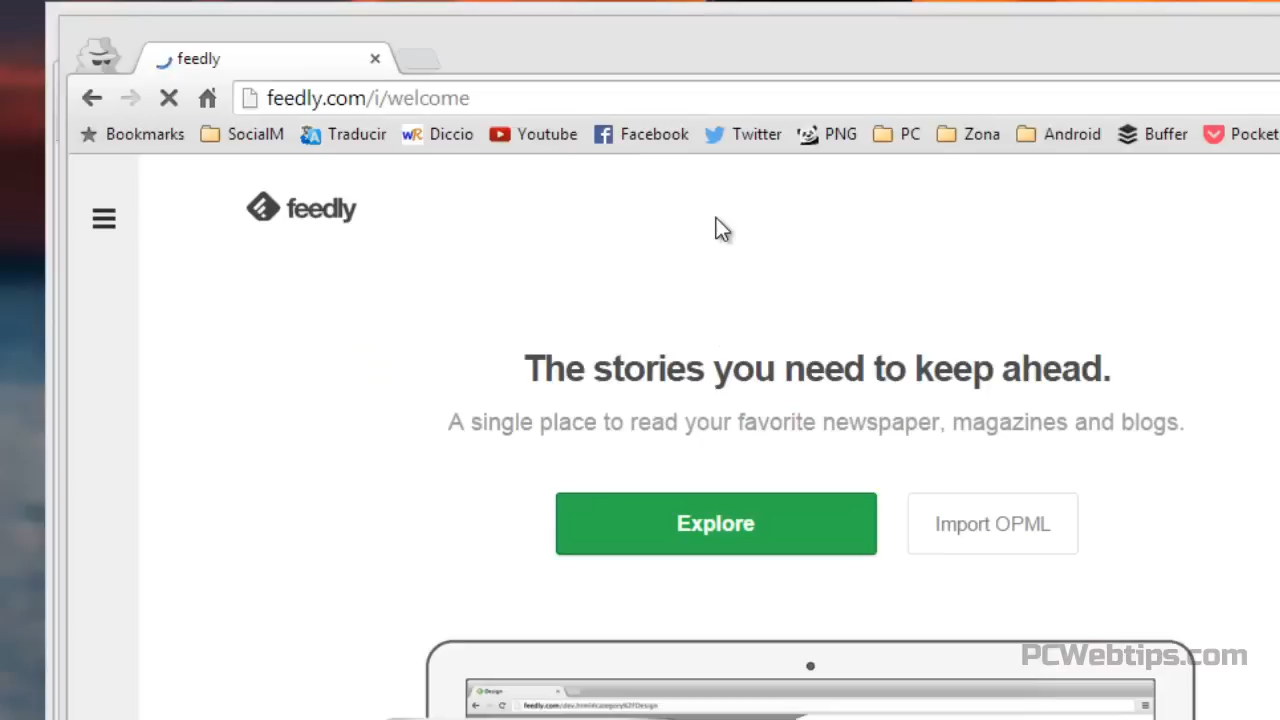 feedly
feedly.com/i/welcome
Bookmarks SocialM Traducir wR Diccio Youtube Facebook Twitter PNG PC Zona Android Buffer Pocket
feedly
The stories you need to keep ahead.
A single place to read your favorite newspaper, magazines and blogs.
Explore Import OPML
PCWebtips.com
Design